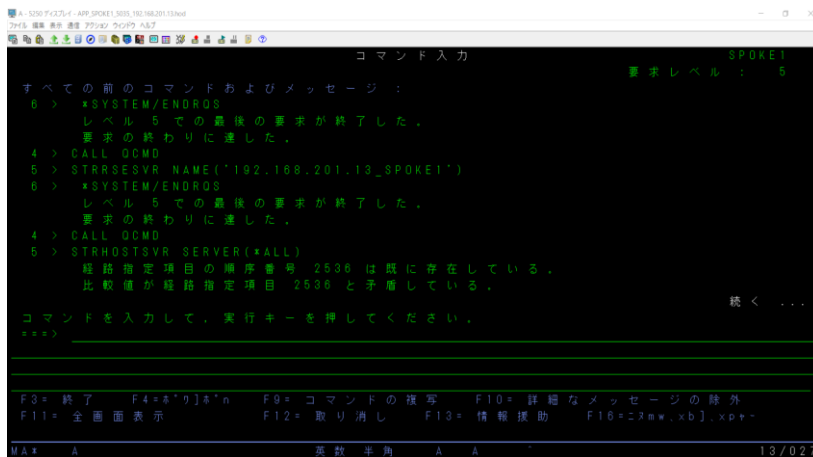 A - 5250 ディスプレイ - APP_SPOKE1_5035_192.168.201.13.hod
ファイル 編集 表示 通信 アクション ウィンドウ ヘルプ
コマンド入力 SPOKE1
要求レベル : 5
すべての前のコマンドおよびメッセージ :
6 > *SYSTEM/ENDRQS
レベル 5 での最後の要求が終了した.
要求の終わりに達した.
4 > CALL QCMD
5 > STRRSESVR NAME('192.168.201.13_SPOKE1')
6 > *SYSTEM/ENDRQS
レベル 5 での最後の要求が終了した.
要求の終わりに達した.
4 > CALL QCMD
5 > STRHOSTSVR SERVER(*ALL)
経路指定項目の順序番号 2536 は既に存在している.
比較値が経路指定項目 2536 と矛盾している.
続く ...
コマンドを入力して, 実行キーを押してください.
===>
F3= 終了 F4=ホ゜ワ]ホ゜n F9= コマンドの複写 F10= 詳細なメッセージの除外
F11= 全画面表示 F12= 取り消し F13= 情報援助
MA* A 英数 半角 A A 13/027